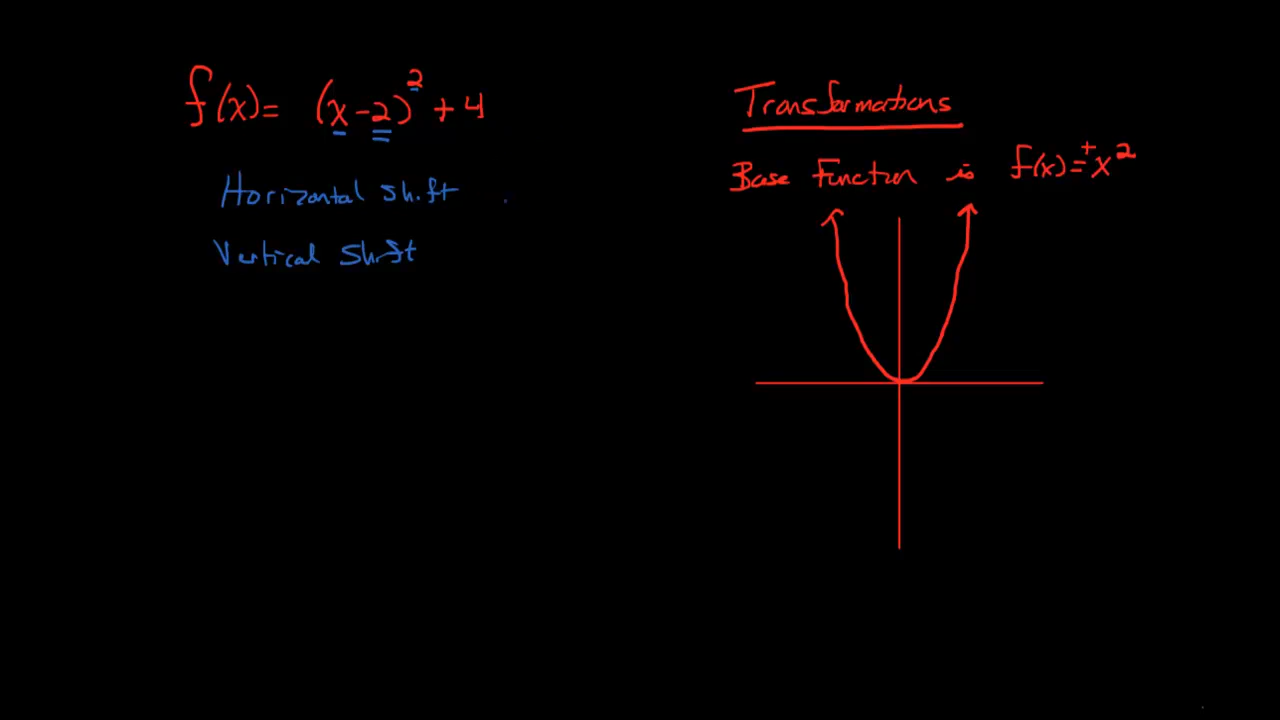 f(x) = (x-2)² + 4
Horizontal Shift
Vertical Shift
Transformations
Base Function is f(x) = x²